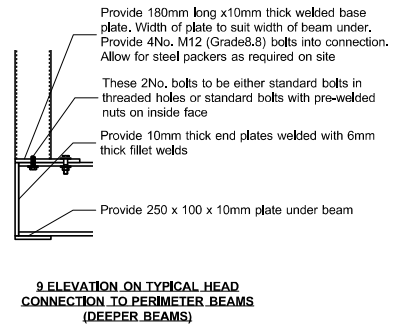 Provide 180mm long x10mm thick welded base
plate. Width of plate to suit width of beam under.
Provide 4No. M12 (Grade8.8) bolts into connection.
Allow for steel packers as required on site
These 2No. bolts to be either standard bolts in
threaded holes or standard bolts with pre-welded
nuts on inside face
Provide 10mm thick end plates welded with 6mm
thick fillet welds
Provide 250 x 100 x 10mm plate under beam
9 ELEVATION ON TYPICAL HEAD
CONNECTION TO PERIMETER BEAMS
(DEEPER BEAMS)